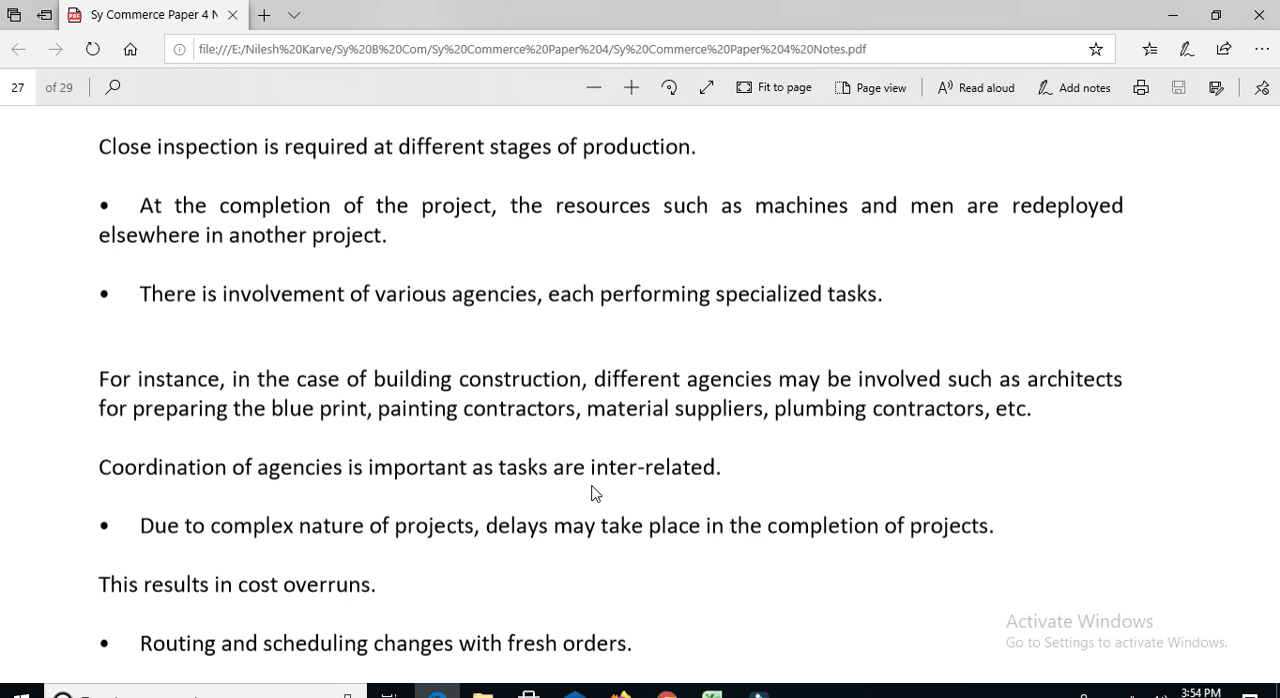 Sy Commerce Paper 4 N
file:///E:/Nilesh%20Karve/Sy%20B%20Com/Sy%20Commerce%20Paper%204/Sy%20Commerce%20Paper%204%20Notes.pdf
27 of 29 Fit to page Page view Read aloud Add notes
Close inspection is required at different stages of production.
• At the completion of the project, the resources such as machines and men are redeployed
elsewhere in another project.
• There is involvement of various agencies, each performing specialized tasks.
For instance, in the case of building construction, different agencies may be involved such as architects
for preparing the blue print, painting contractors, material suppliers, plumbing contractors, etc.
Coordination of agencies is important as tasks are inter-related.
• Due to complex nature of projects, delays may take place in the completion of projects.
This results in cost overruns.
• Routing and scheduling changes with fresh orders.
Activate Windows
Go to Settings to activate Windows.
3:54 PM